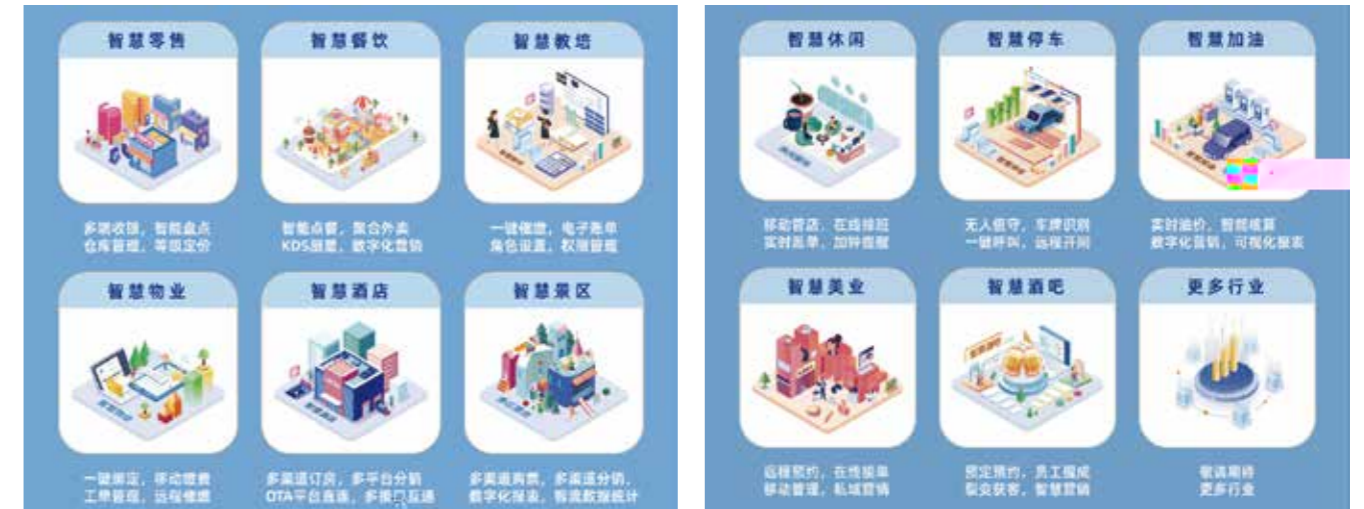 智慧零售
智慧餐饮
智慧教培
多端收银，智能盘点
仓库管理，等级定价
智能点餐，聚合外卖
KDS厨显，数字化营销
一键催缴，电子账单
角色设置，权限管理
智慧物业
智慧酒店
智慧景区
一键绑定，移动缴费
工单管理，远程催缴
多渠道订房，多平台分销
OTA平台直连，多接口互通
多渠道购票，多渠道分销，
数字化报表，客流数据统计
智慧休闲
智慧停车
智慧加油
移动管店，在线排班
实时派单，加钟提醒
无人值守，车牌识别
一键呼叫，远程开闸
实时油价，智能核算
数字化营销，可视化报表
智慧美业
智慧酒吧
更多行业
远程预约，在线接单
移动管理，私域营销
预定预约，员工提成
裂变获客，智慧营销
敬请期待
更多行业